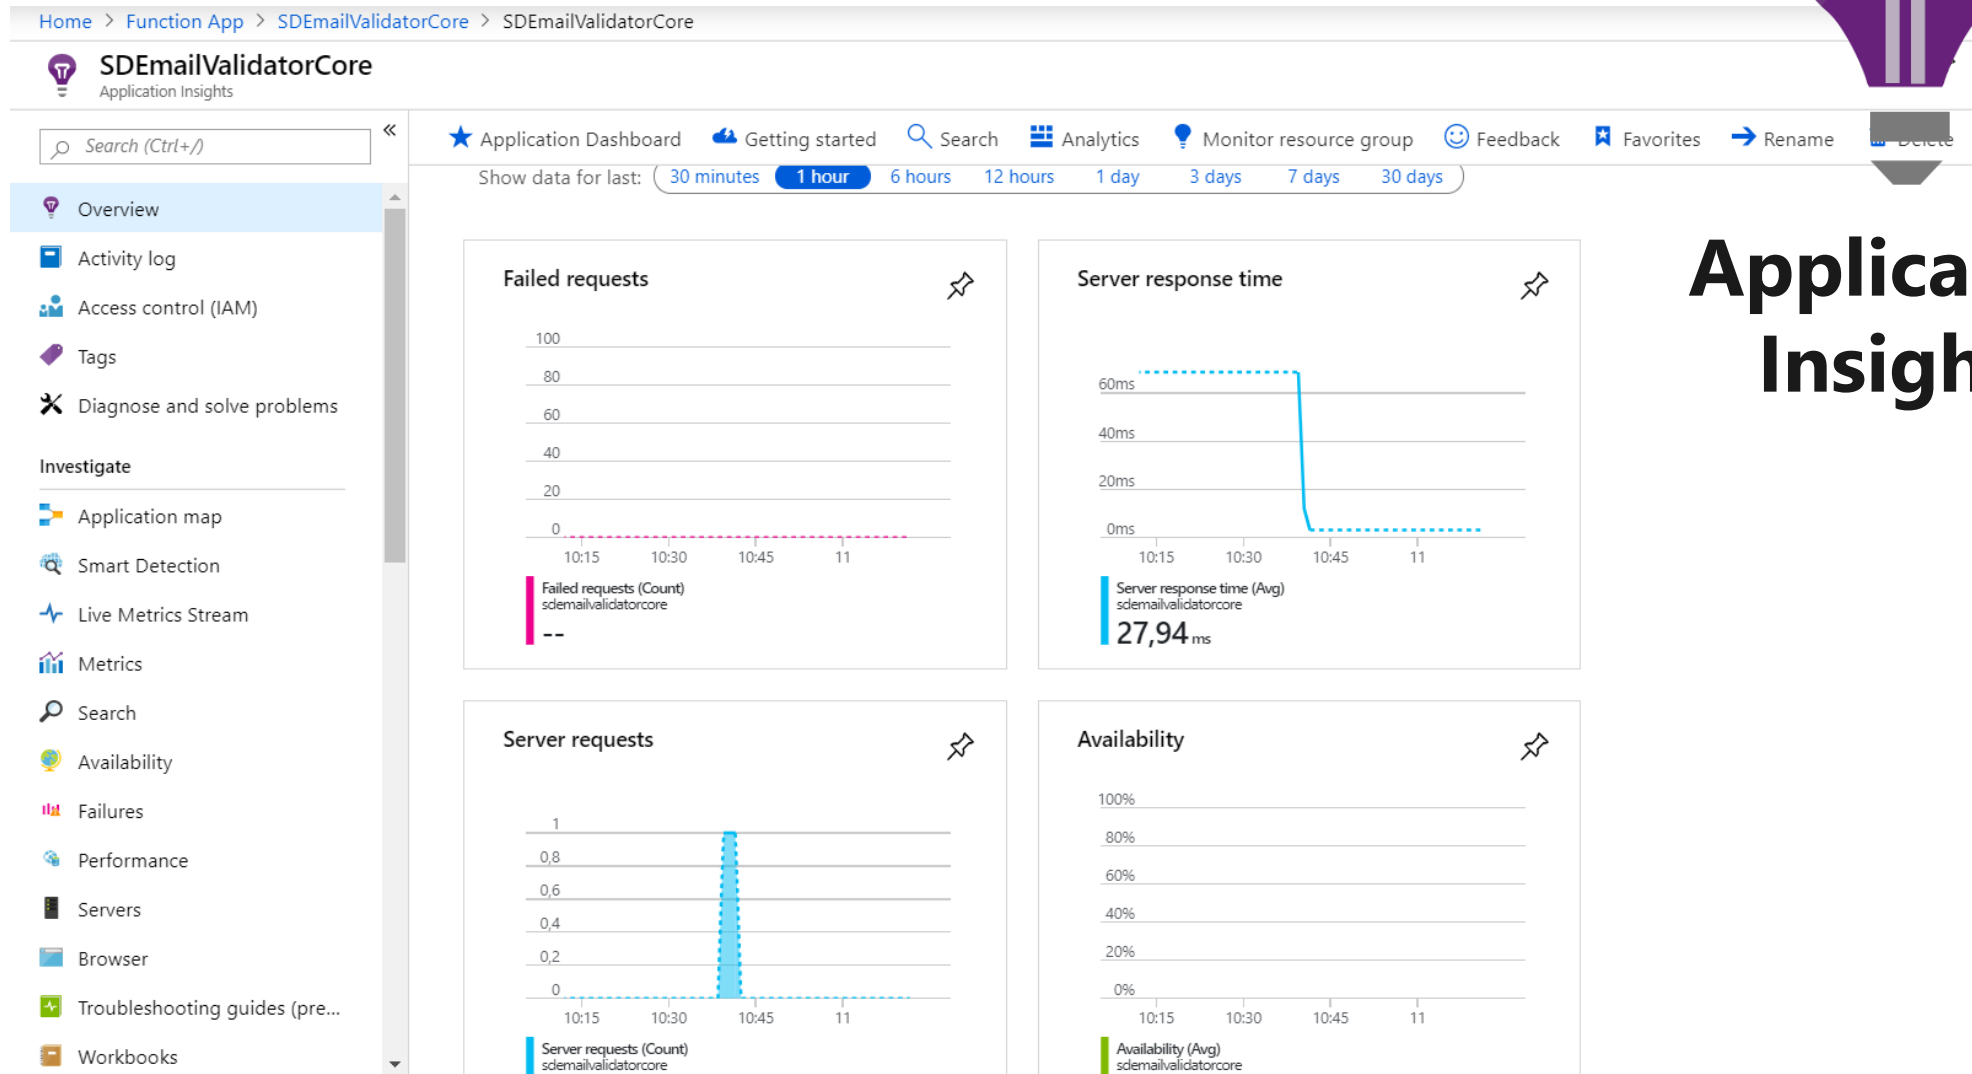 Home > Function App > SDEmailValidatorCore > SDEmailValidatorCore
SDEmailValidatorCore
Application Insights
Search (Ctrl+/)
«
Overview
Activity log
Access control (IAM)
Tags
Diagnose and solve problems
Investigate
Application map
Smart Detection
Live Metrics Stream
Metrics
Search
Availability
Failures
Performance
Servers
Browser
Troubleshooting guides (pre...
Workbooks
Application Dashboard Getting started Search Analytics Monitor resource group Feedback Favorites Rename Delete
Show data for last: 30 minutes 1 hour 6 hours 12 hours 1 day 3 days 7 days 30 days
Failed requests
100
80
60
40
20
0
10:15 10:30 10:45 11
Failed requests (Count)
sdemailvalidatorcore
--
Server response time
60ms
40ms
20ms
0ms
10:15 10:30 10:45 11
Server response time (Avg)
sdemailvalidatorcore
27,94 ms
Server requests
1
0,8
0,6
0,4
0,2
0
10:15 10:30 10:45 11
Server requests (Count)
sdemailvalidatorcore
Availability
100%
80%
60%
40%
20%
0%
10:15 10:30 10:45 11
Availability (Avg)
sdemailvalidatorcore
Applica
Insigh